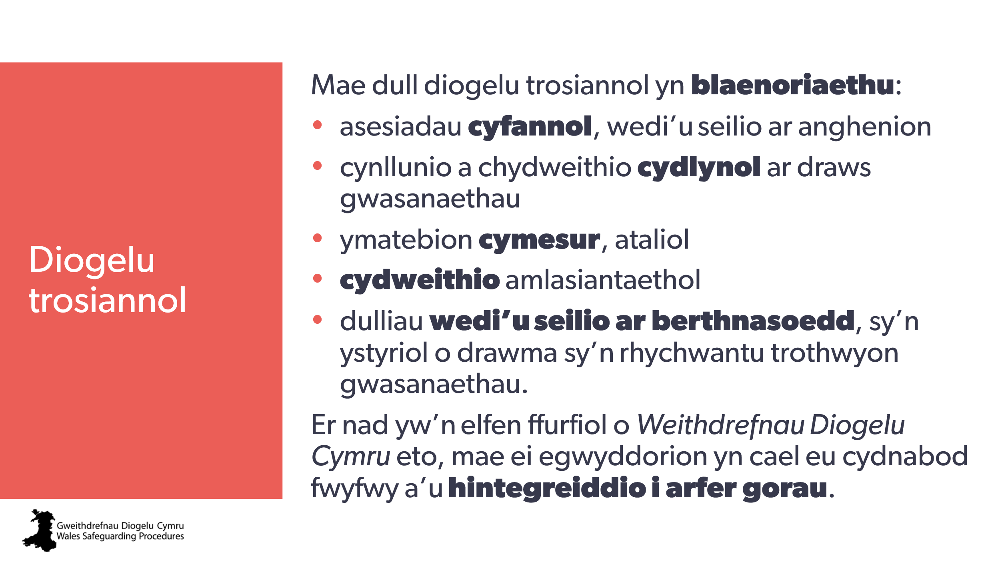 Diogelu
trosiannol
Mae dull diogelu trosiannol yn blaenoriaethu:
• asesiadau cyfannol, wedi’u seilio ar anghenion
• cynllunio a chydweithio cydlynol ar draws
gwasanaethau
• ymatebion cymesur, ataliol
• cydweithio amlasiantaethol
• dulliau wedi’u seilio ar berthnasoedd, sy’n
ystyriol o drawma sy’n rhychwantu trothwyon
gwasanaethau.
Er nad yw’n elfen ffurfiol o Weithdrefnau Diogelu
Cymru eto, mae ei egwyddorion yn cael eu cydnabod
fwyfwy a’u hintegreiddio i arfer gorau.
Gweithdrefnau Diogelu Cymru
Wales Safeguarding Procedures